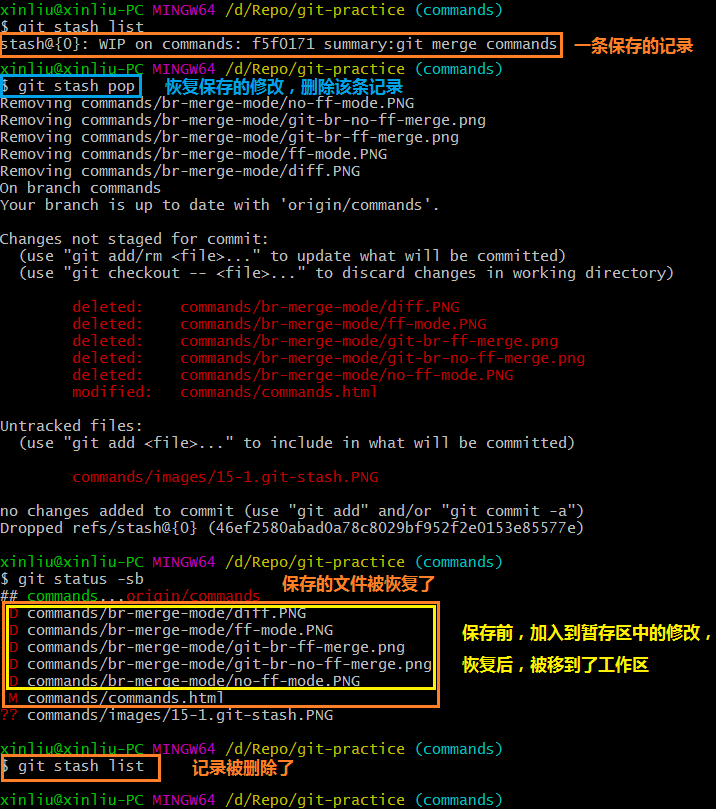 xinliu@xinliu-PC MINGW64 /d/Repo/git-practice (commands)
$ git stash list
stash@{0}: WIP on commands: f5f0171 summary:git merge commands 一条保存的记录
xinliu@xinliu-PC MINGW64 /d/Repo/git-practice (commands)
$ git stash pop 恢复保存的修改，删除该条记录
Removing commands/br-merge-mode/no-ff-mode.PNG
Removing commands/br-merge-mode/git-br-no-ff-merge.png
Removing commands/br-merge-mode/git-br-ff-merge.png
Removing commands/br-merge-mode/ff-mode.PNG
Removing commands/br-merge-mode/diff.PNG
On branch commands
Your branch is up to date with 'origin/commands'.
Changes not staged for commit:
(use "git add/rm <file>..." to update what will be committed)
(use "git checkout -- <file>..." to discard changes in working directory)
deleted: commands/br-merge-mode/diff.PNG
deleted: commands/br-merge-mode/ff-mode.PNG
deleted: commands/br-merge-mode/git-br-ff-merge.png
deleted: commands/br-merge-mode/git-br-no-ff-merge.png
deleted: commands/br-merge-mode/no-ff-mode.PNG
modified: commands/commands.html
Untracked files:
(use "git add <file>..." to include in what will be committed)
commands/images/15-1.git-stash.PNG
no changes added to commit (use "git add" and/or "git commit -a")
Dropped refs/stash@{0} (46ef2580abad0a78c8029bf952f2e0153e85577e)
xinliu@xinliu-PC MINGW64 /d/Repo/git-practice (commands)
$ git status -sb 保存的文件被恢复了
## commands...origin/commands
D commands/br-merge-mode/diff.PNG
D commands/br-merge-mode/ff-mode.PNG
D commands/br-merge-mode/git-br-ff-merge.png
D commands/br-merge-mode/git-br-no-ff-merge.png
D commands/br-merge-mode/no-ff-mode.PNG
M commands/commands.html
?? commands/images/15-1.git-stash.PNG
保存前，加入到暂存区中的修改，
恢复后，被移到了工作区
xinliu@xinliu-PC MINGW64 /d/Repo/git-practice (commands)
$ git stash list 记录被删除了
xinliu@xinliu-PC MINGW64 /d/Repo/git-practice (commands)